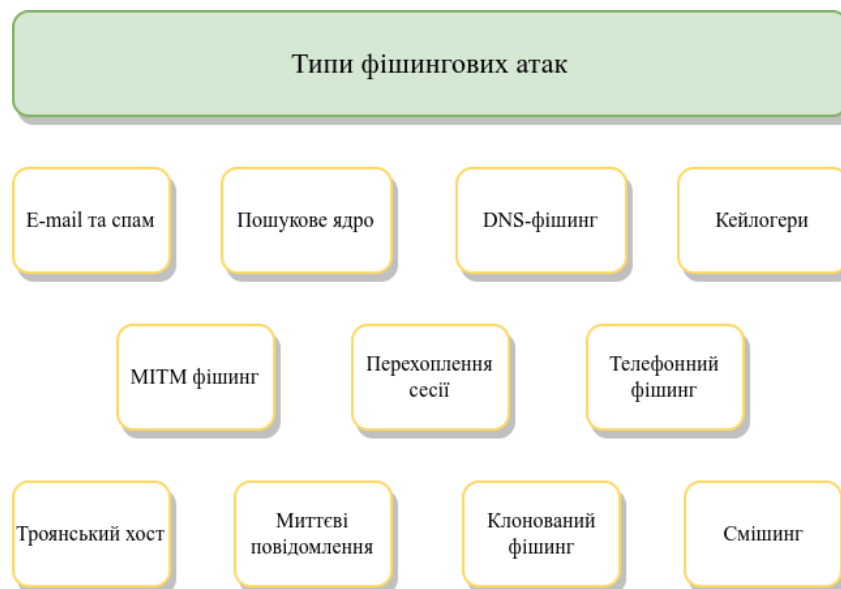 Типи фішингових атак
E-mail та спам
Пошукове ядро
DNS-фішинг
Кейлогери
MITM фішинг
Перехоплення
сесії
Телефонний
фішинг
Троянський хост
Миттєві
повідомлення
Клонований
фішинг
Смішинг